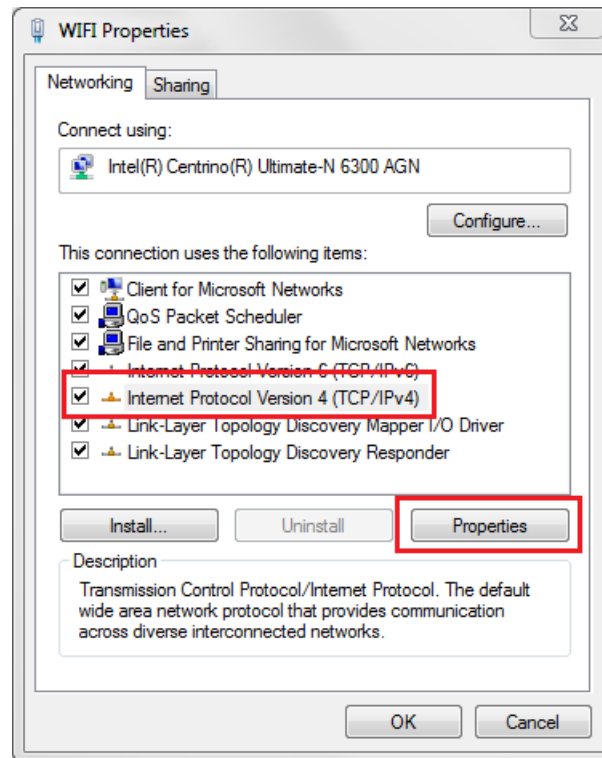 WIFI Properties
Networking
Sharing
Connect using:
Intel(R) Centrino(R) Ultimate-N 6300 AGN
Configure...
This connection uses the following items:
Client for Microsoft Networks
QoS Packet Scheduler
File and Printer Sharing for Microsoft Networks
Internet Protocol Version 6 (TCP/IPv6)
Internet Protocol Version 4 (TCP/IPv4)
Link-Layer Topology Discovery Mapper I/O Driver
Link-Layer Topology Discovery Responder
Install...
Uninstall
Properties
Description
Transmission Control Protocol/Internet Protocol. The default
wide area network protocol that provides communication
across diverse interconnected networks.
OK
Cancel